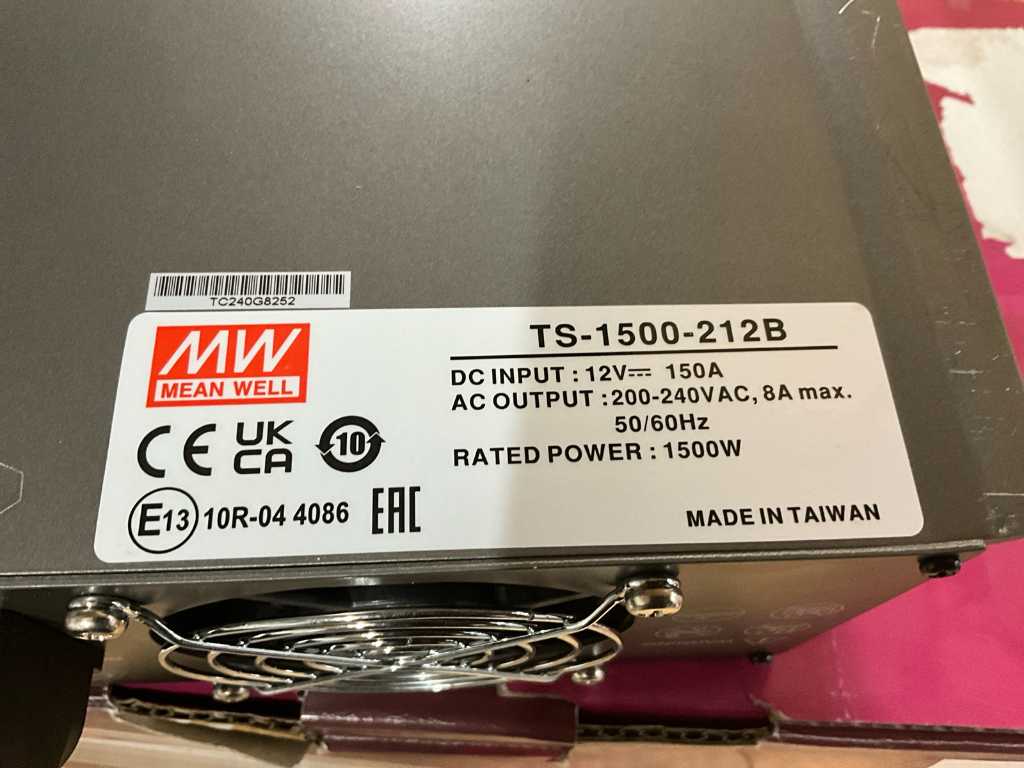 TC240G8252
MW
MEAN WELL
TS-1500-212B
DC INPUT : 12V⎓ 150A
AC OUTPUT : 200-240VAC, 8A max.
50/60Hz
RATED POWER : 1500W
CE UK CA 10
E13 10R-04 4086 EAC
MADE IN TAIWAN